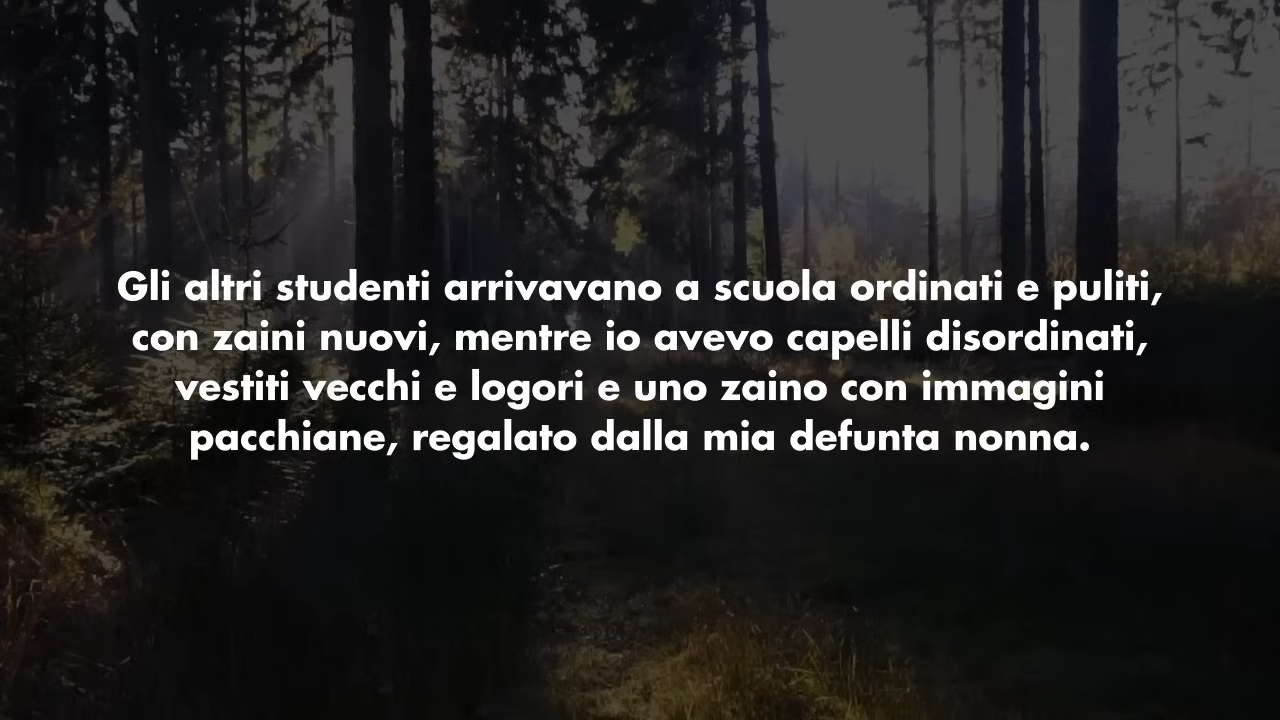 Gli altri studenti arrivavano a scuola ordinati e puliti,
con zaini nuovi, mentre io avevo capelli disordinati,
vestiti vecchi e logori e uno zaino con immagini
pacchiane, regalato dalla mia defunta nonna.